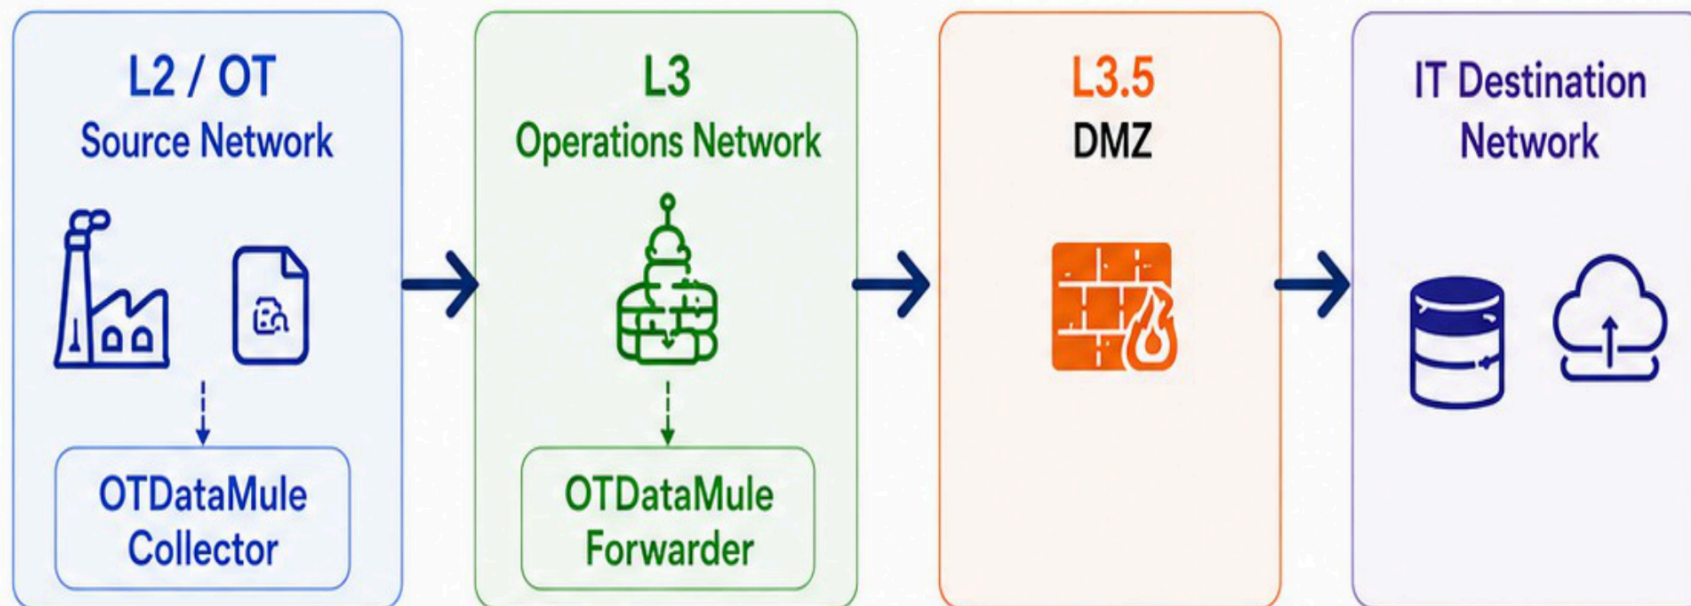 L2 / OT
Source Network
OTDataMule
Collector
L3
Operations Network
OTDataMule
Forwarder
L3.5
DMZ
IT Destination
Network